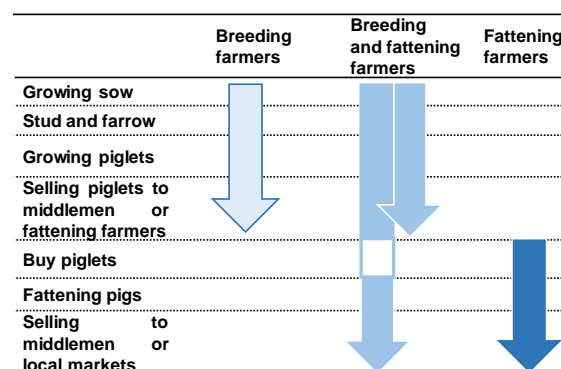 Breeding
farmers
Breeding
and fattening
farmers
Fattening
farmers
Growing sow
Stud and farrow
Growing piglets
Selling piglets to
middlemen or
fattening farmers
Buy piglets
Fattening pigs
Selling to
middlemen or
local markets